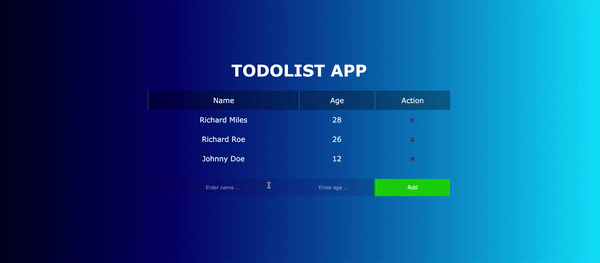 TODOLIST APP
Name Age Action
Richard Miles 28 ×
Richard Roe 26 ×
Johnny Doe 12 ×
Enter name ... Enter age ... Add